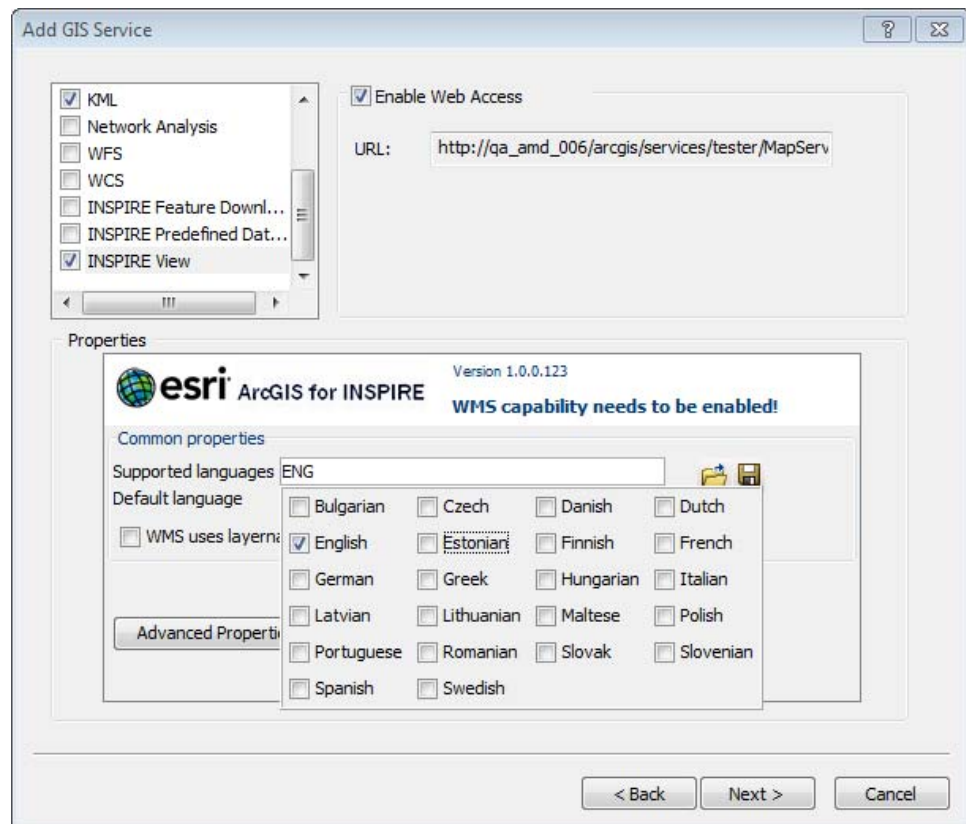 Add GIS Service
KML
Network Analysis
WFS
WCS
INSPIRE Feature Downl...
INSPIRE Predefined Dat...
INSPIRE View
Enable Web Access
URL: http://qa_amd_006/arcgis/services/tester/MapServ
Properties
esri ArcGIS for INSPIRE
Version 1.0.0.123
WMS capability needs to be enabled!
Common properties
Supported languages ENG
Default language
WMS uses layerna
Bulgarian Czech Danish Dutch
English Estonian Finnish French
German Greek Hungarian Italian
Latvian Lithuanian Maltese Polish
Portuguese Romanian Slovak Slovenian
Spanish Swedish
Advanced Properti
< Back Next > Cancel